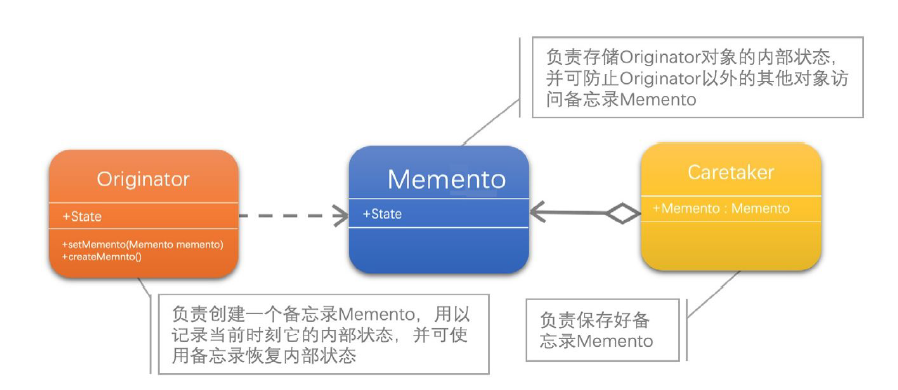 负责存储Originator对象的内部状态，
并可防止Originator以外的其他对象访
问备忘录Memento
Originator
+State
+setMemento(Memento memento)
+createMemnto()
Memento
+State
Caretaker
+Memento : Memento
负责创建一个备忘录Memento，用以
记录当前时刻它的内部状态，并可使
用备忘录恢复内部状态
负责保存好备
忘录Memento